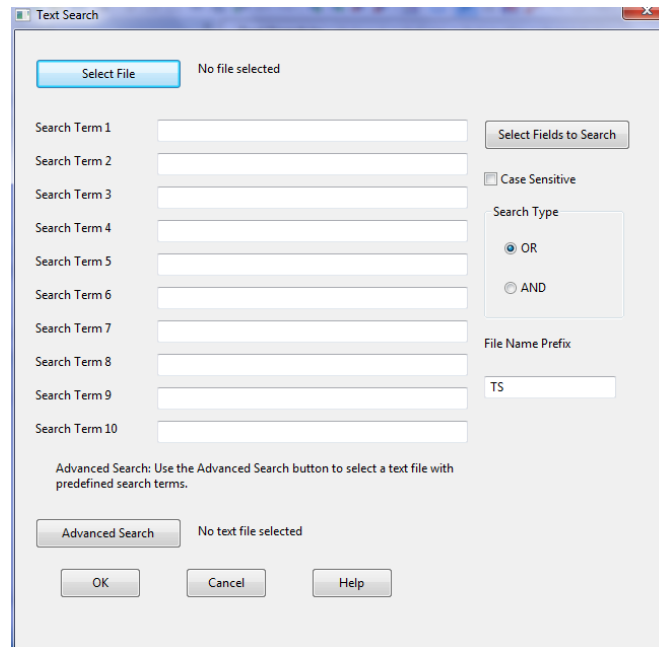 Text Search
Select File
No file selected
Search Term 1
Select Fields to Search
Search Term 2
Case Sensitive
Search Term 3
Search Type
Search Term 4
OR
Search Term 5
AND
Search Term 6
Search Term 7
File Name Prefix
Search Term 8
TS
Search Term 9
Search Term 10
Advanced Search: Use the Advanced Search button to select a text file with
predefined search terms.
Advanced Search
No text file selected
OK
Cancel
Help